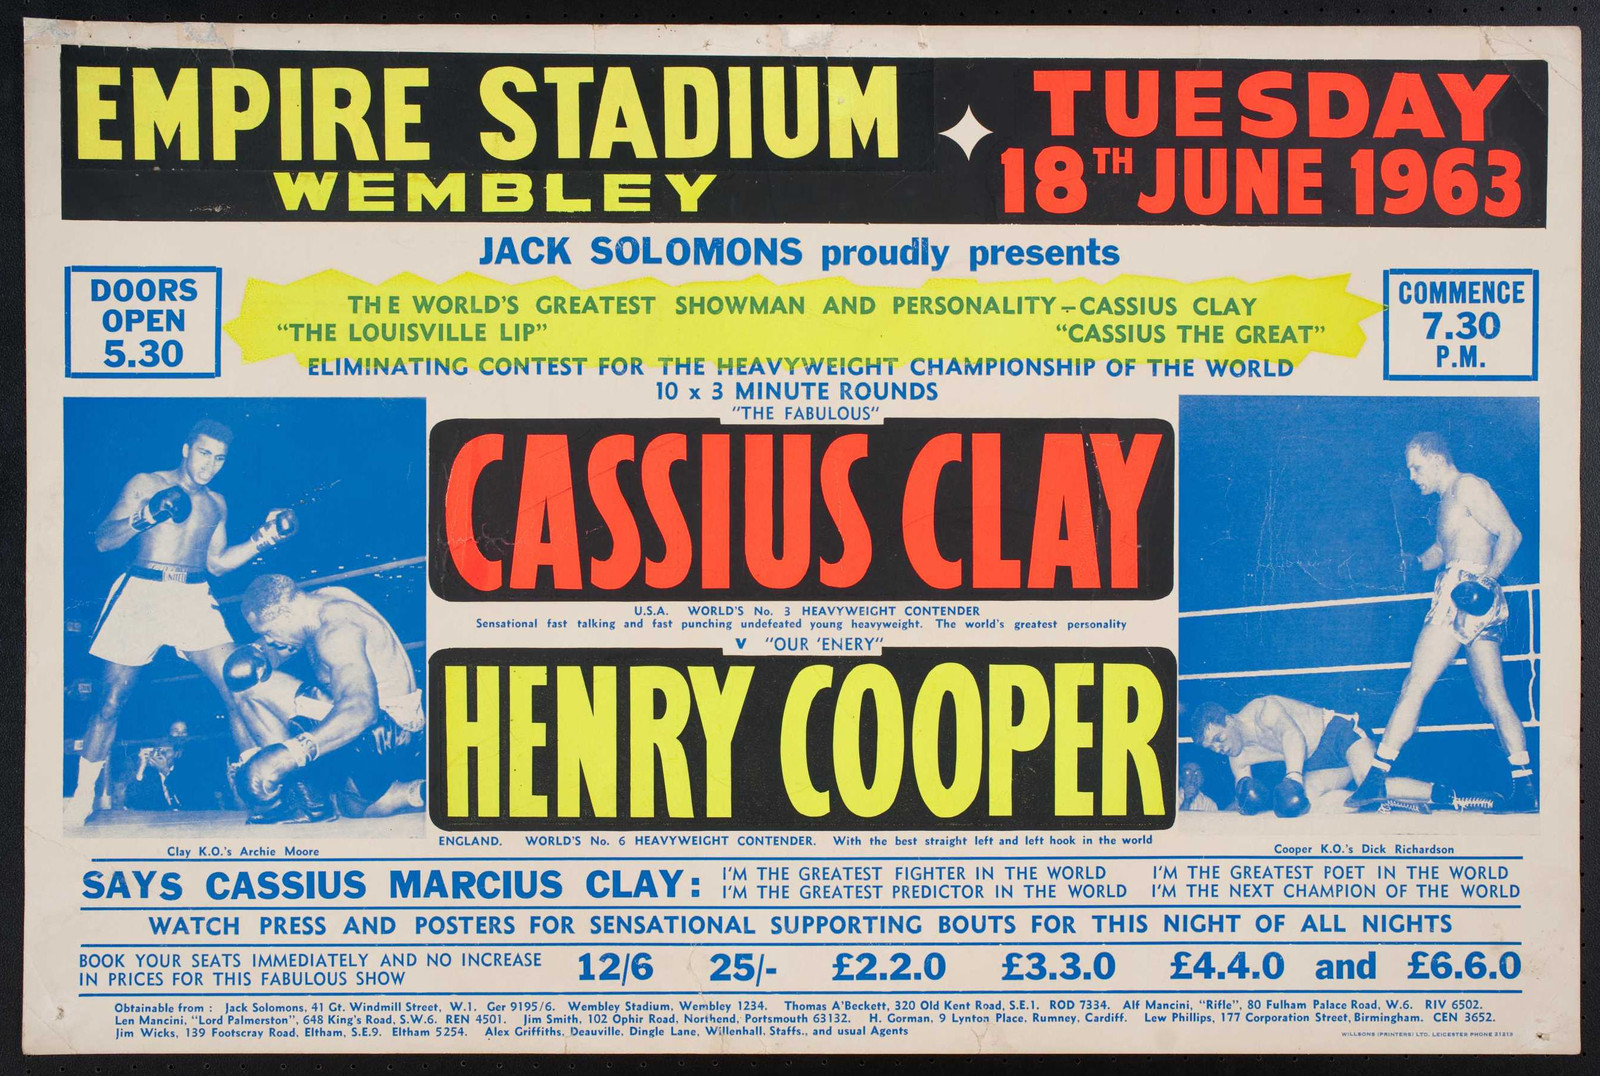 EMPIRE STADIUM
WEMBLEY
TUESDAY
18TH JUNE 1963
JACK SOLOMONS proudly presents
DOORS
OPEN
5.30
THE WORLD'S GREATEST SHOWMAN AND PERSONALITY—CASSIUS CLAY
"THE LOUISVILLE LIP" "CASSIUS THE GREAT"
COMMENCE
7.30
P.M.
ELIMINATING CONTEST FOR THE HEAVYWEIGHT CHAMPIONSHIP OF THE WORLD
10 x 3 MINUTE ROUNDS
"THE FABULOUS"
CASSIUS CLAY
U.S.A. WORLD'S No. 3 HEAVYWEIGHT CONTENDER
Sensational fast talking and fast punching undefeated young heavyweight. The world's greatest personality
V "OUR 'ENERY"
HENRY COOPER
ENGLAND. WORLD'S No. 6 HEAVYWEIGHT CONTENDER. With the best straight left and left hook in the world
Clay K.O.'s Archie Moore
Cooper K.O.'s Dick Richardson
SAYS CASSIUS MARCIUS CLAY:
I'M THE GREATEST FIGHTER IN THE WORLD
I'M THE GREATEST PREDICTOR IN THE WORLD
I'M THE GREATEST POET IN THE WORLD
I'M THE NEXT CHAMPION OF THE WORLD
WATCH PRESS AND POSTERS FOR SENSATIONAL SUPPORTING BOUTS FOR THIS NIGHT OF ALL NIGHTS
BOOK YOUR SEATS IMMEDIATELY AND NO INCREASE
IN PRICES FOR THIS FABULOUS SHOW
12/6 25/- £2.2.0 £3.3.0 £4.4.0 and £6.6.0
Obtainable from : Jack Solomons, 41 Gt. Windmill Street, W.1. Ger 9195/6. Wembley Stadium, Wembley 1234. Thomas A'Beckett, 320 Old Kent Road, S.E.1. ROD 7334. Alf Mancini, "Rifle", 80 Fulham Palace Road, W.6. RIV 6502.
Len Mancini, "Lord Palmerston", 648 King's Road, S.W.6. REN 4501. Jim Smith, 102 Ophir Road, Northend, Portsmouth 63132. H. Gorman, 9 Lynton Place, Rumney, Cardiff. Lew Phillips, 177 Corporation Street, Birmingham. CEN 3652.
Jim Wicks, 139 Footscray Road, Eltham, S.E.9. Eltham 5254. Alex Griffiths, Deauville, Dingle Lane, Willenhall, Staffs., and usual Agents
WILLSONS (PRINTERS) LTD. LEICESTER PHONE 21213